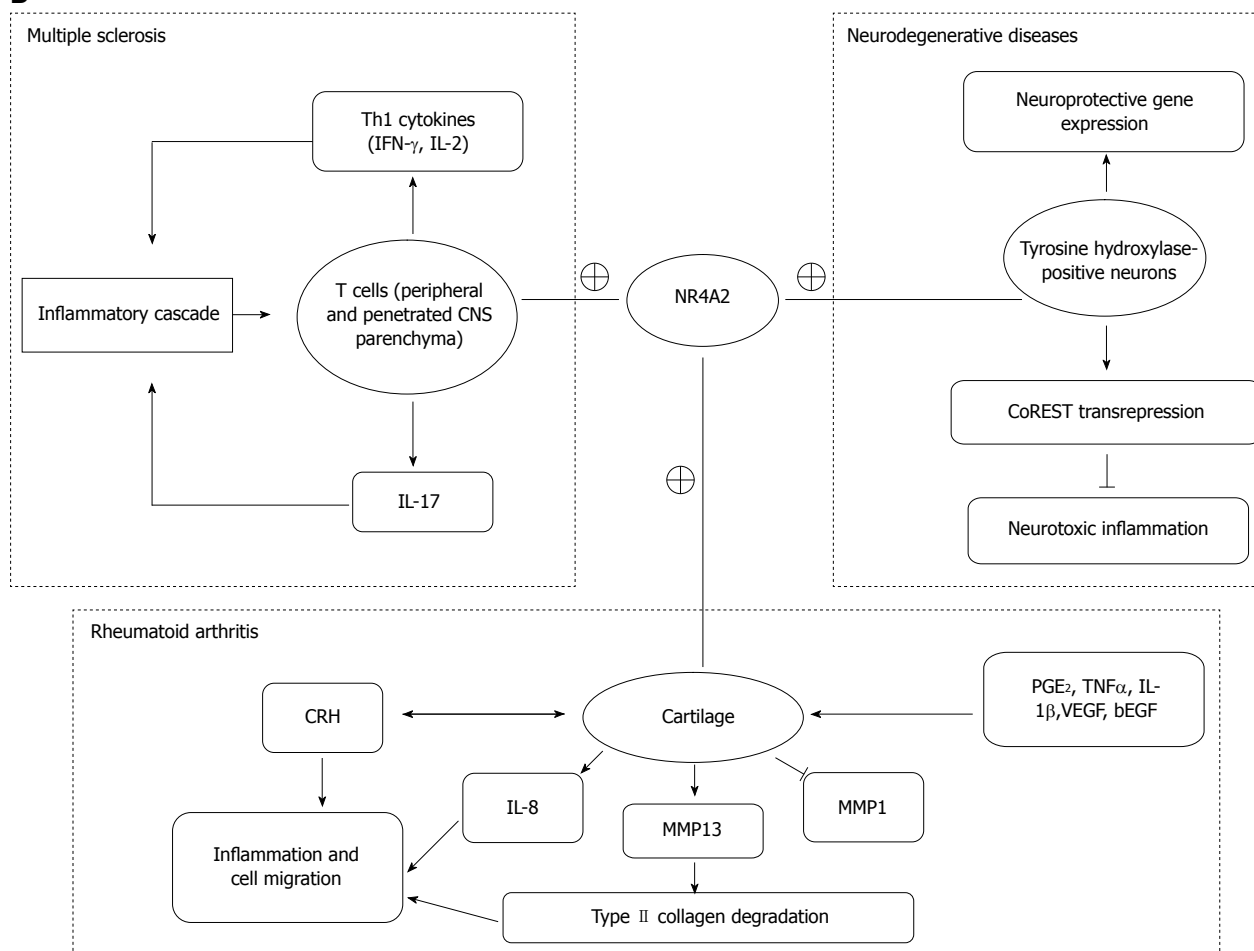 Multiple sclerosis
Th1 cytokines
(IFN-γ, IL-2)
Inflammatory cascade
T cells (peripheral
and penetrated CNS
parenchyma)
IL-17
NR4A2
Neurodegenerative diseases
Neuroprotective gene
expression
Tyrosine hydroxylase-
positive neurons
CoREST transrepression
Neurotoxic inflammation
Rheumatoid arthritis
CRH
Cartilage
PGE₂, TNFα, IL-
1β,VEGF, bEGF
IL-8
MMP13
MMP1
Inflammation and
cell migration
Type Ⅱ collagen degradation